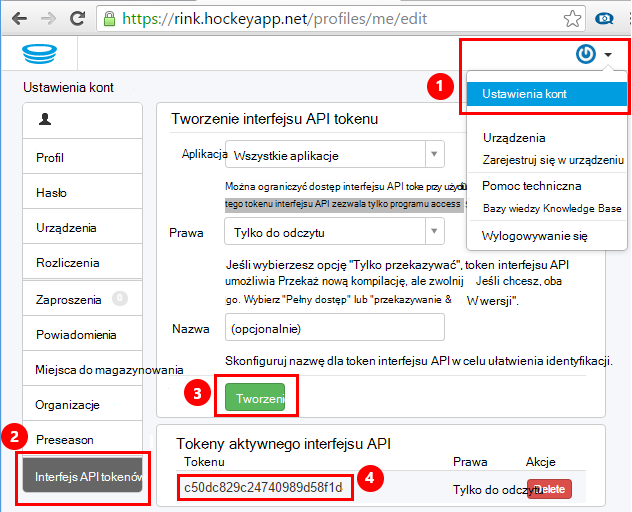 https://rink.hockeyapp.net/profiles/me/edit
2
3
1
Ustawienia kont
Ustawienia kont
Urządzenia
Zarejestruj się w urządzeniu
Pomoc techniczna
Bazy wiedzy Knowledge Base
Wylogowywanie się
Profil
Hasło
Urządzenia
Rozliczenia
Zaproszenia 0
Powiadomienia
Miejsca do magazynowania
Organizacje
Preseason
2
Interfejs API tokenów
Tworzenie interfejsu API tokenu
Aplikacja Wszystkie aplikacje
Można ograniczyć dostęp interfejsu API toke przy
tego tokenu interfejsu API zezwala tylko programu access
Prawa Tylko do odczytu
Jeśli wybierzesz opcję "Tylko przekazywać", token interfejsu API
umożliwia Przekaż nową kompilację, ale zwolnij Jeśli chcesz, oba
go. Wybierz "Pełny dostęp" lub "przekazywanie & W wersji".
Nazwa (opcjonalnie)
Skonfiguruj nazwę dla token interfejsu API w celu ułatwienia identyfikacji.
3
Tworzenie
Tokeny aktywnego interfejsu API
Tokenu Prawa Akcje
c50dc829c24740989d58f1d 4 Tylko do odczytu Delete